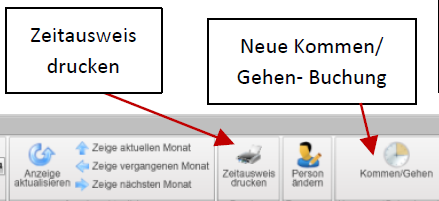 Zeitausweis
drucken
Neue Kommen/
Gehen- Buchung
Anzeige
aktualisieren
Zeige aktuellen Monat
Zeige vergangenen Monat
Zeige nächsten Monat
Zeitausweis
drucken
Person
ändern
Kommen/Gehen